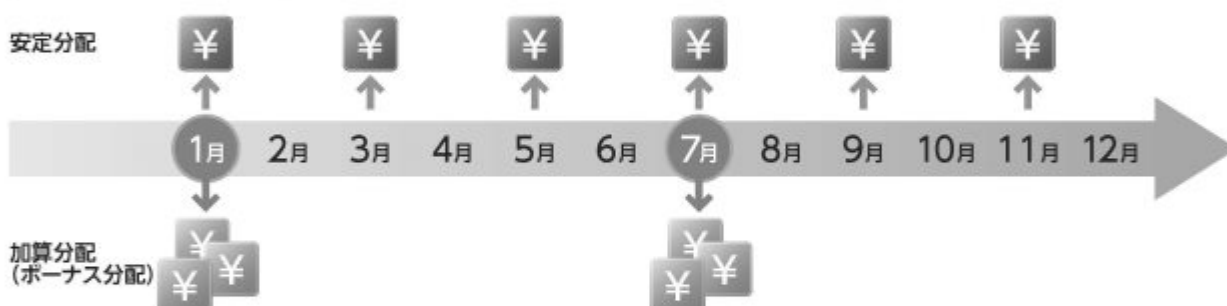 安定分配
¥ ¥ ¥ ¥ ¥ ¥
1月 2月 3月 4月 5月 6月 7月 8月 9月 10月 11月 12月
加算分配
(ボーナス分配)
¥ ¥ ¥ ¥ ¥ ¥